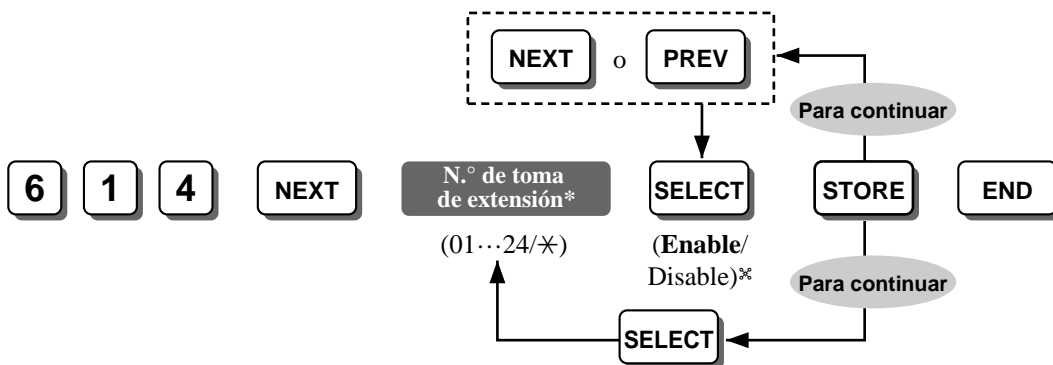 NEXT o PREV
Para continuar
6 1 4 NEXT N.° de toma de extensión* SELECT STORE END
(01···24/✳) (Enable/
Disable)⌘
Para continuar
SELECT